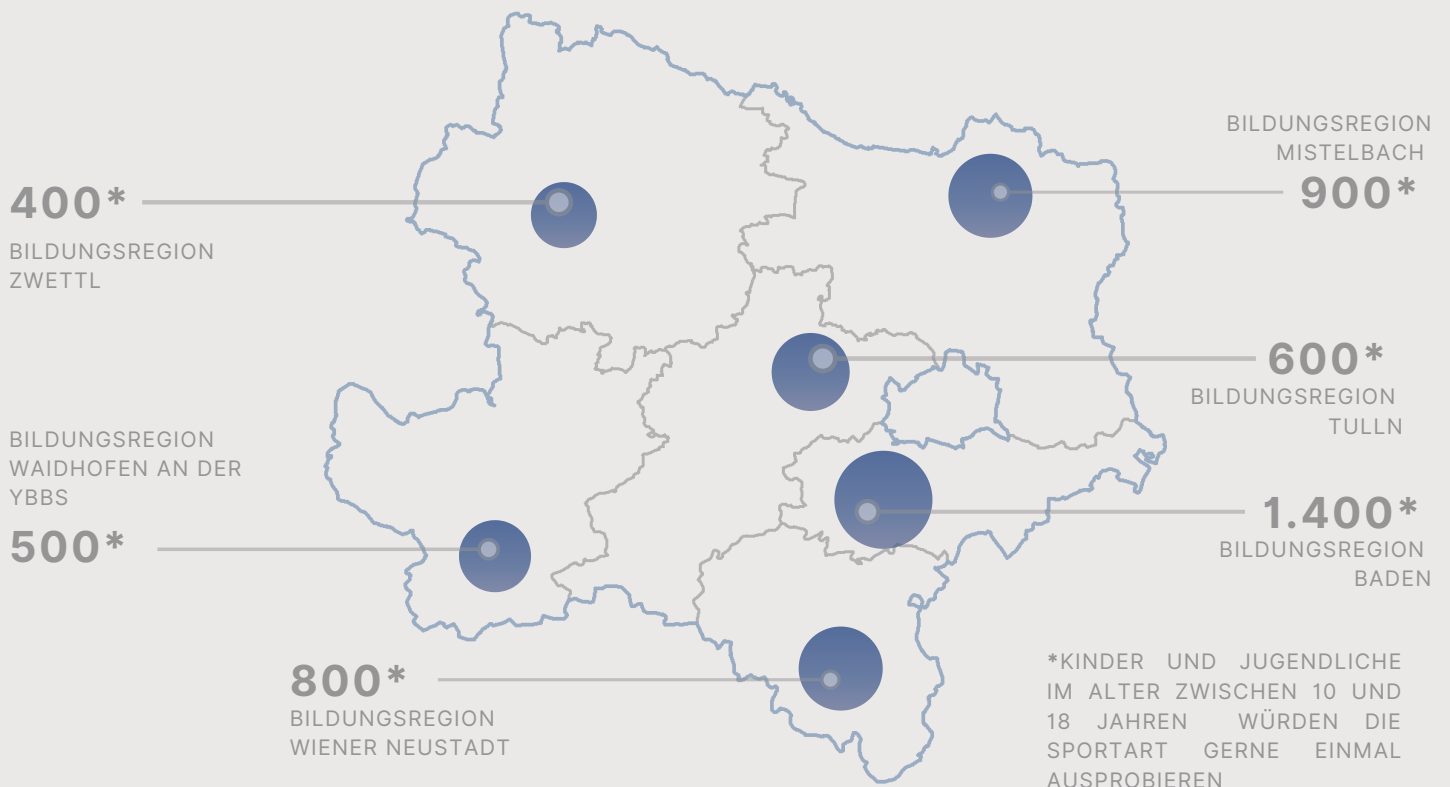 400*
BILDUNGSREGION
ZWETTL
BILDUNGSREGION
WAIDHOFEN AN DER
YBBS
500*
800*
BILDUNGSREGION
WIENER NEUSTADT
BILDUNGSREGION
MISTELBACH
900*
600*
BILDUNGSREGION
TULLN
1.400*
BILDUNGSREGION
BADEN
*KINDER UND JUGENDLICHE
IM ALTER ZWISCHEN 10 UND
18 JAHREN WÜRDEN DIE
SPORTART GERNE EINMAL
AUSPROBIEREN